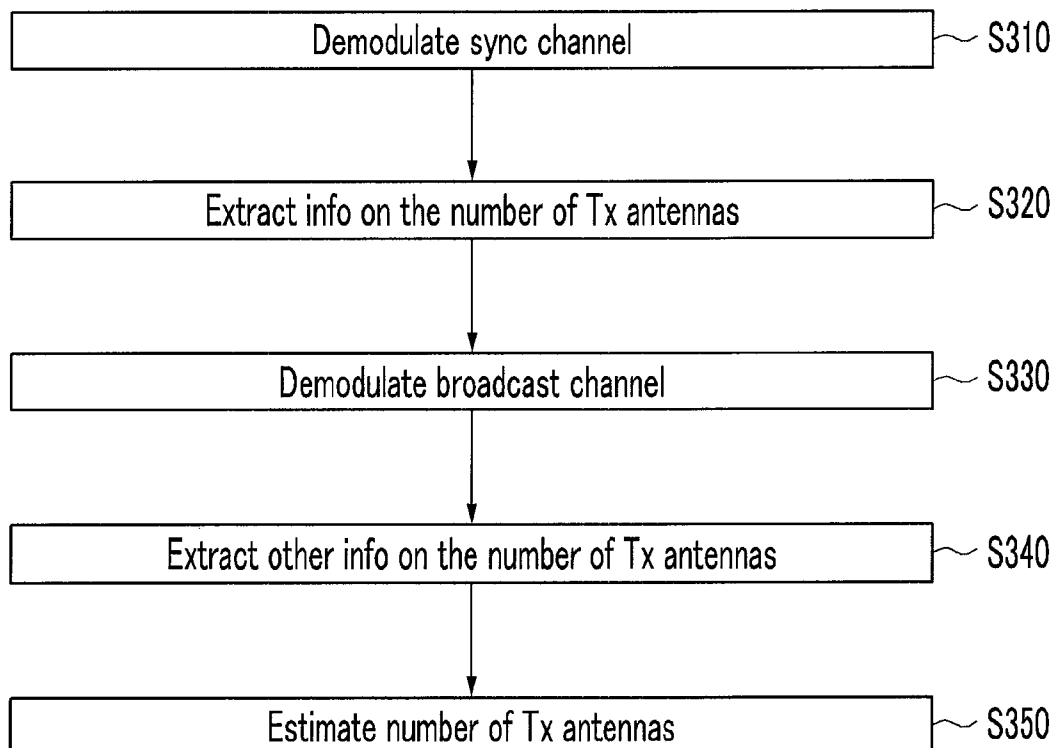 Demodulate sync channel S310
Extract info on the number of Tx antennas S320
Demodulate broadcast channel S330
Extract other info on the number of Tx antennas S340
Estimate number of Tx antennas S350